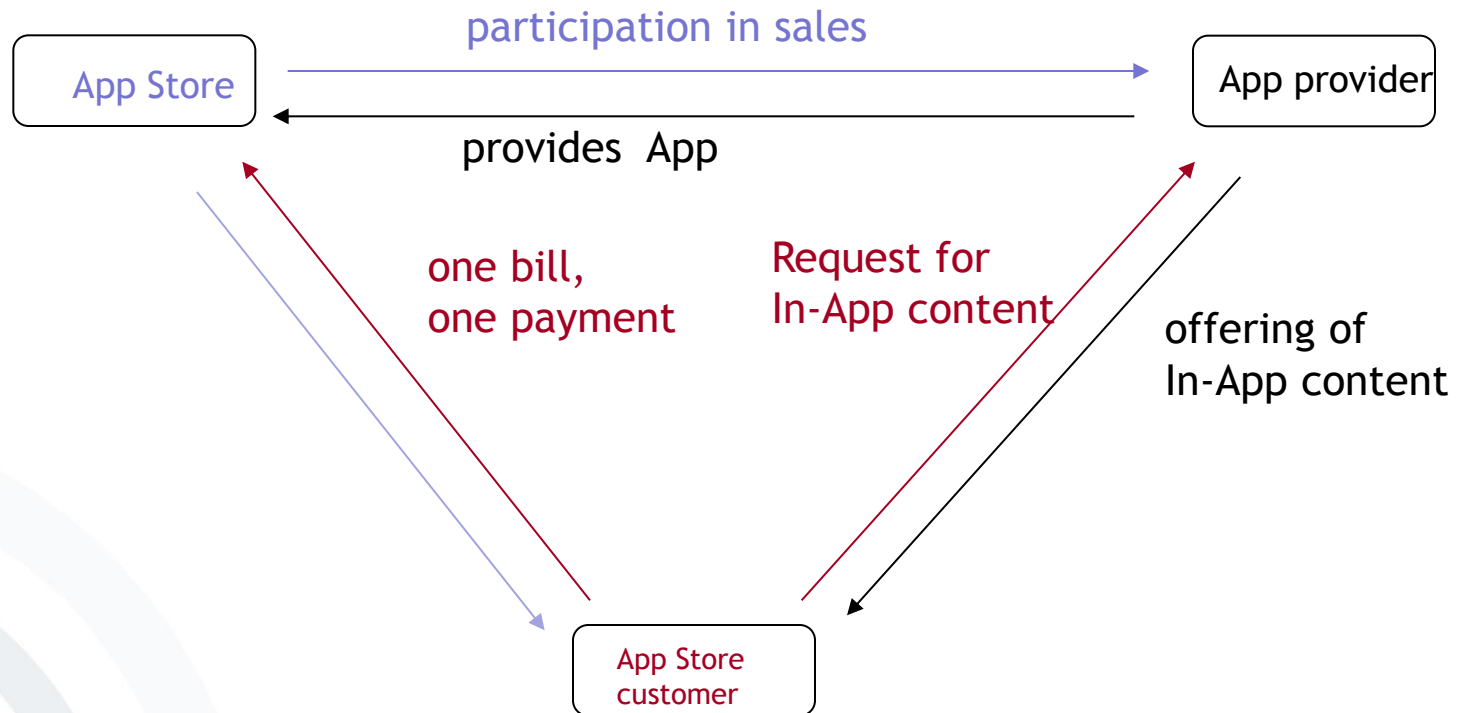 participation in sales
App Store
App provider
provides App
one bill,
one payment
Request for
In-App content
offering of
In-App content
App Store
customer